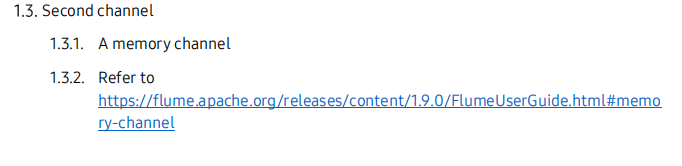 1.3. Second channel
1.3.1. A memory channel
1.3.2. Refer to
https://flume.apache.org/releases/content/1.9.0/FlumeUserGuide.html#memo
ry-channel